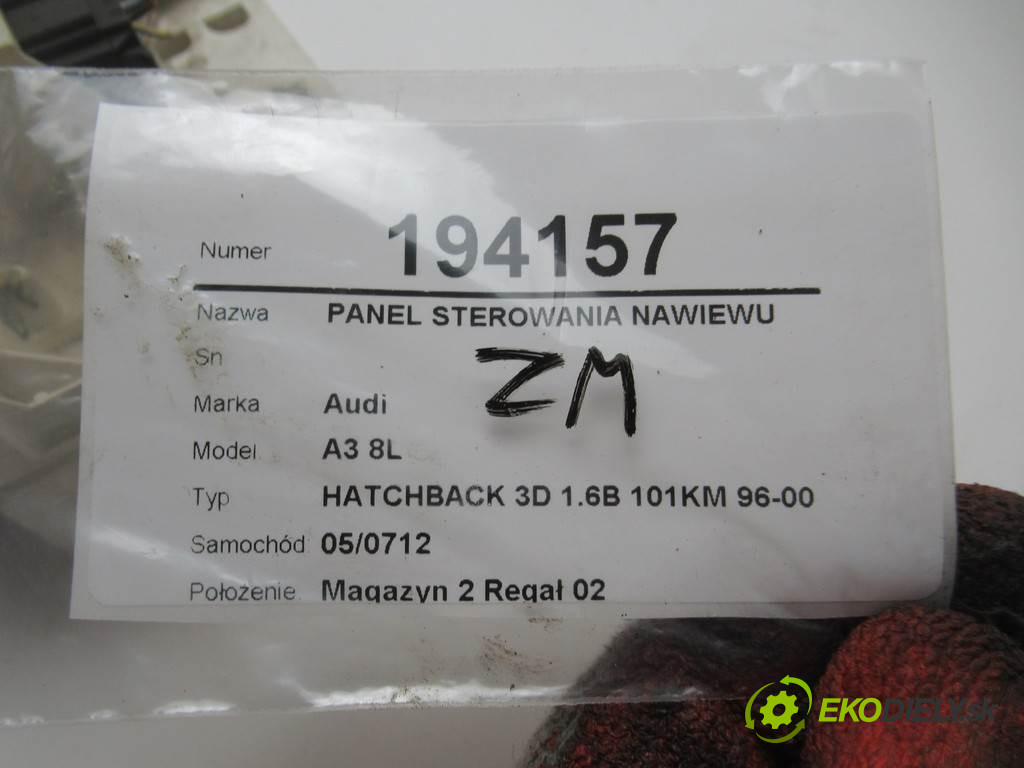 Numer 194157
Nazwa PANEL STEROWANIA NAWIEWU
Sn
ZM
Marka Audi
Model A3 8L
Typ HATCHBACK 3D 1.6B 101KM 96-00
Samochód 05/0712
Położenie Magazyn 2 Regał 02
EKODIELY.sk